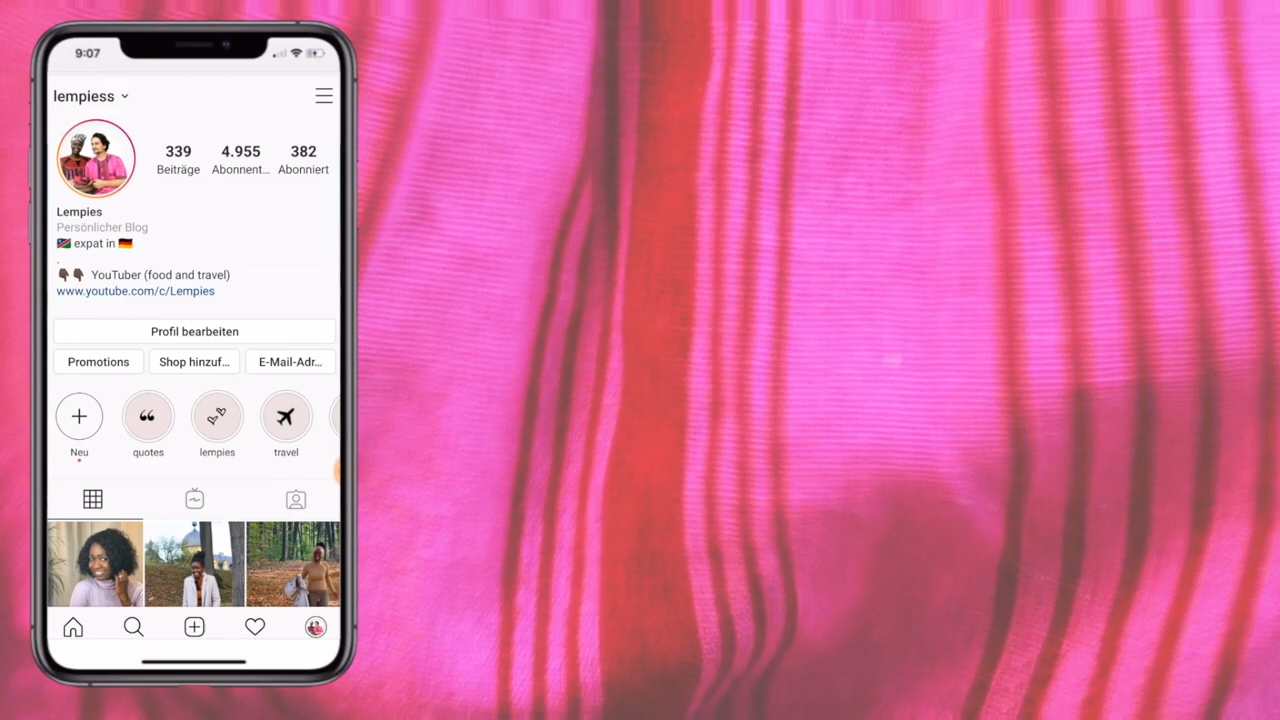 9:07
lempiess
339 4.955 382
Beiträge Abonnent... Abonniert
Lempies
Persönlicher Blog
🇳🇦 expat in 🇩🇪
.
👇🏿👇🏿 YouTuber (food and travel)
www.youtube.com/c/Lempies
Profil bearbeiten
Promotions Shop hinzuf... E-Mail-Adr...
Neu quotes lempies travel